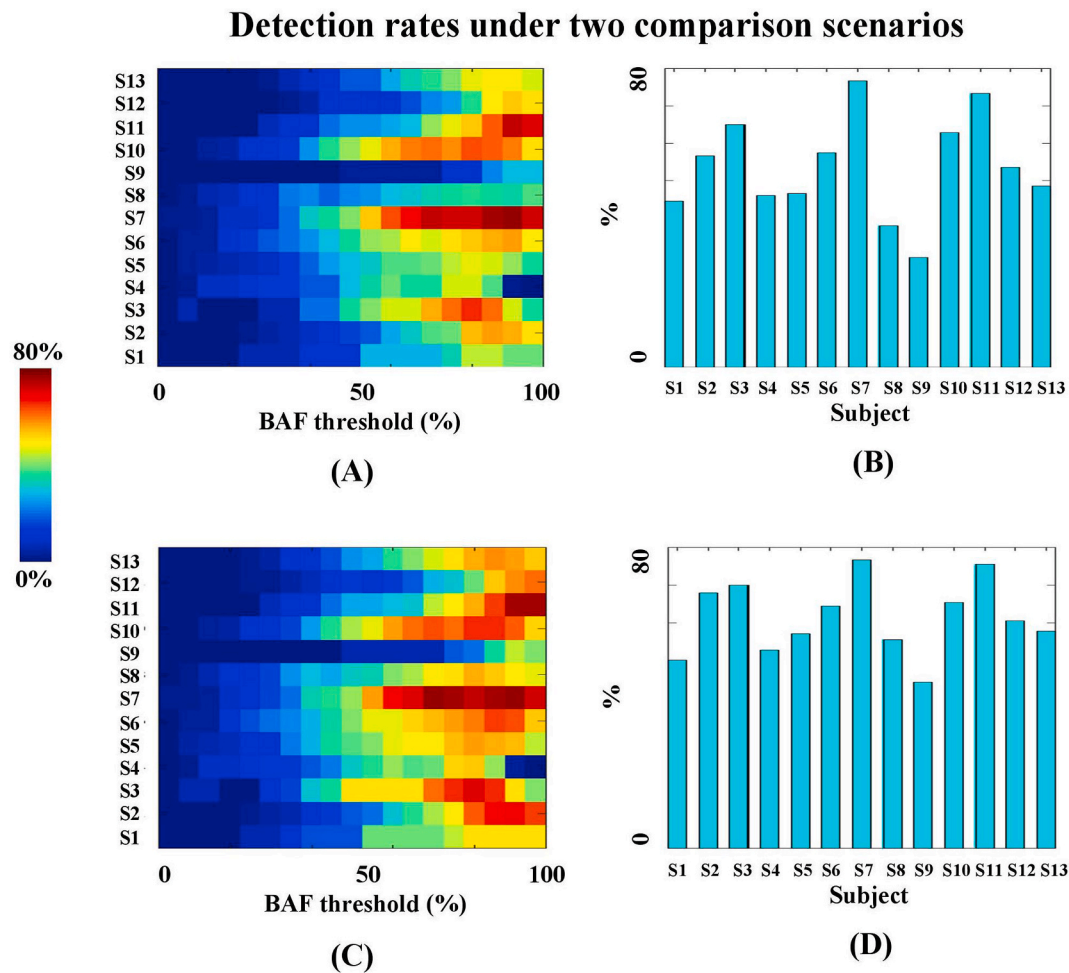 Detection rates under two comparison scenarios
S13
S12
S11
S10
S9
S8
S7
S6
S5
S4
S3
S2
S1
0 50 100
BAF threshold (%)
(A)
80
%
0
S1 S2 S3 S4 S5 S6 S7 S8 S9 S10 S11 S12 S13
Subject
(B)
80%
0%
S13
S12
S11
S10
S9
S8
S7
S6
S5
S4
S3
S2
S1
0 50 100
BAF threshold (%)
(C)
80
%
0
S1 S2 S3 S4 S5 S6 S7 S8 S9 S10 S11 S12 S13
Subject
(D)